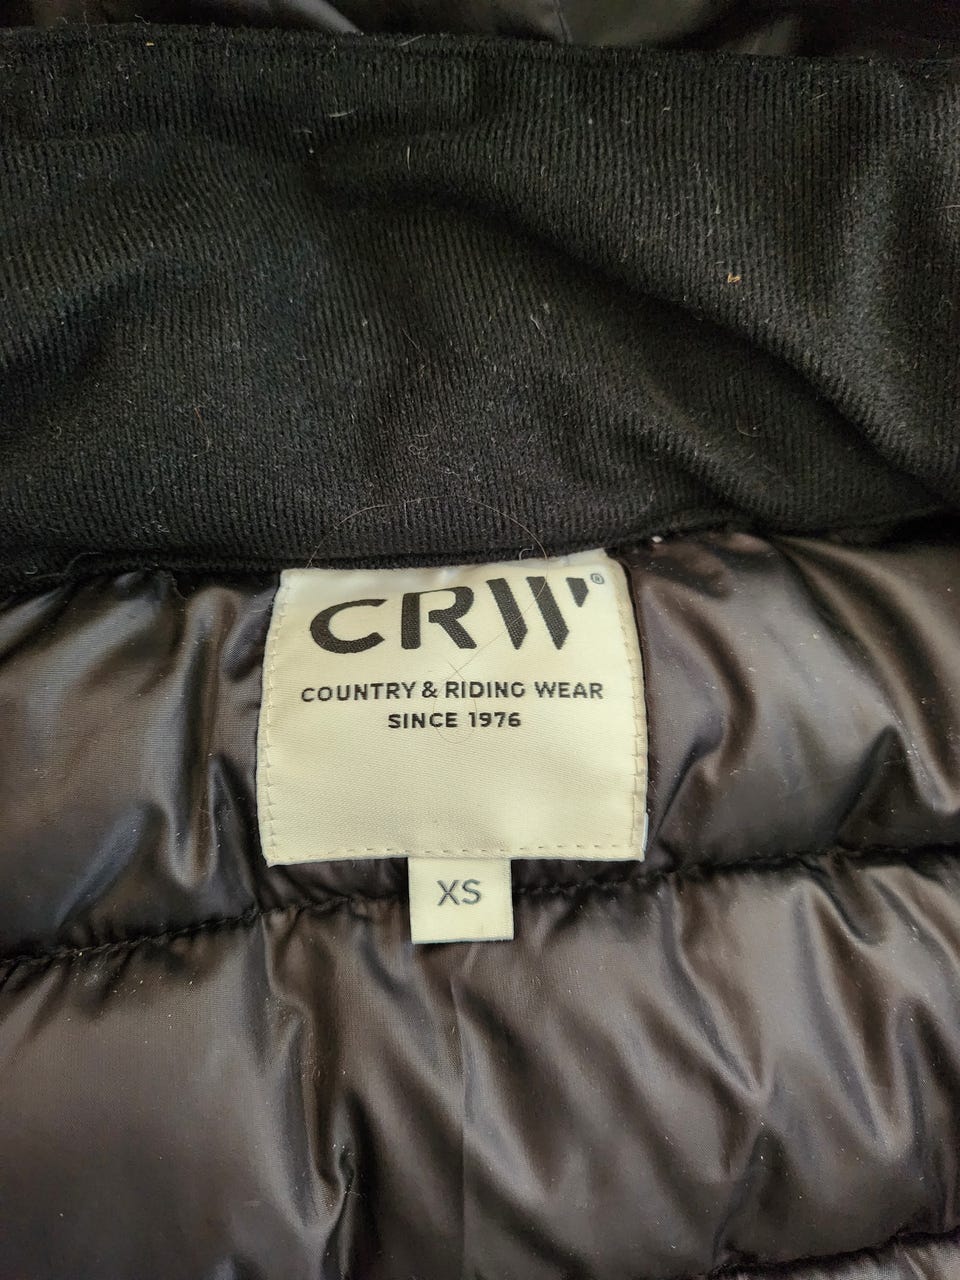 CRW®
COUNTRY & RIDING WEAR
SINCE 1976
XS